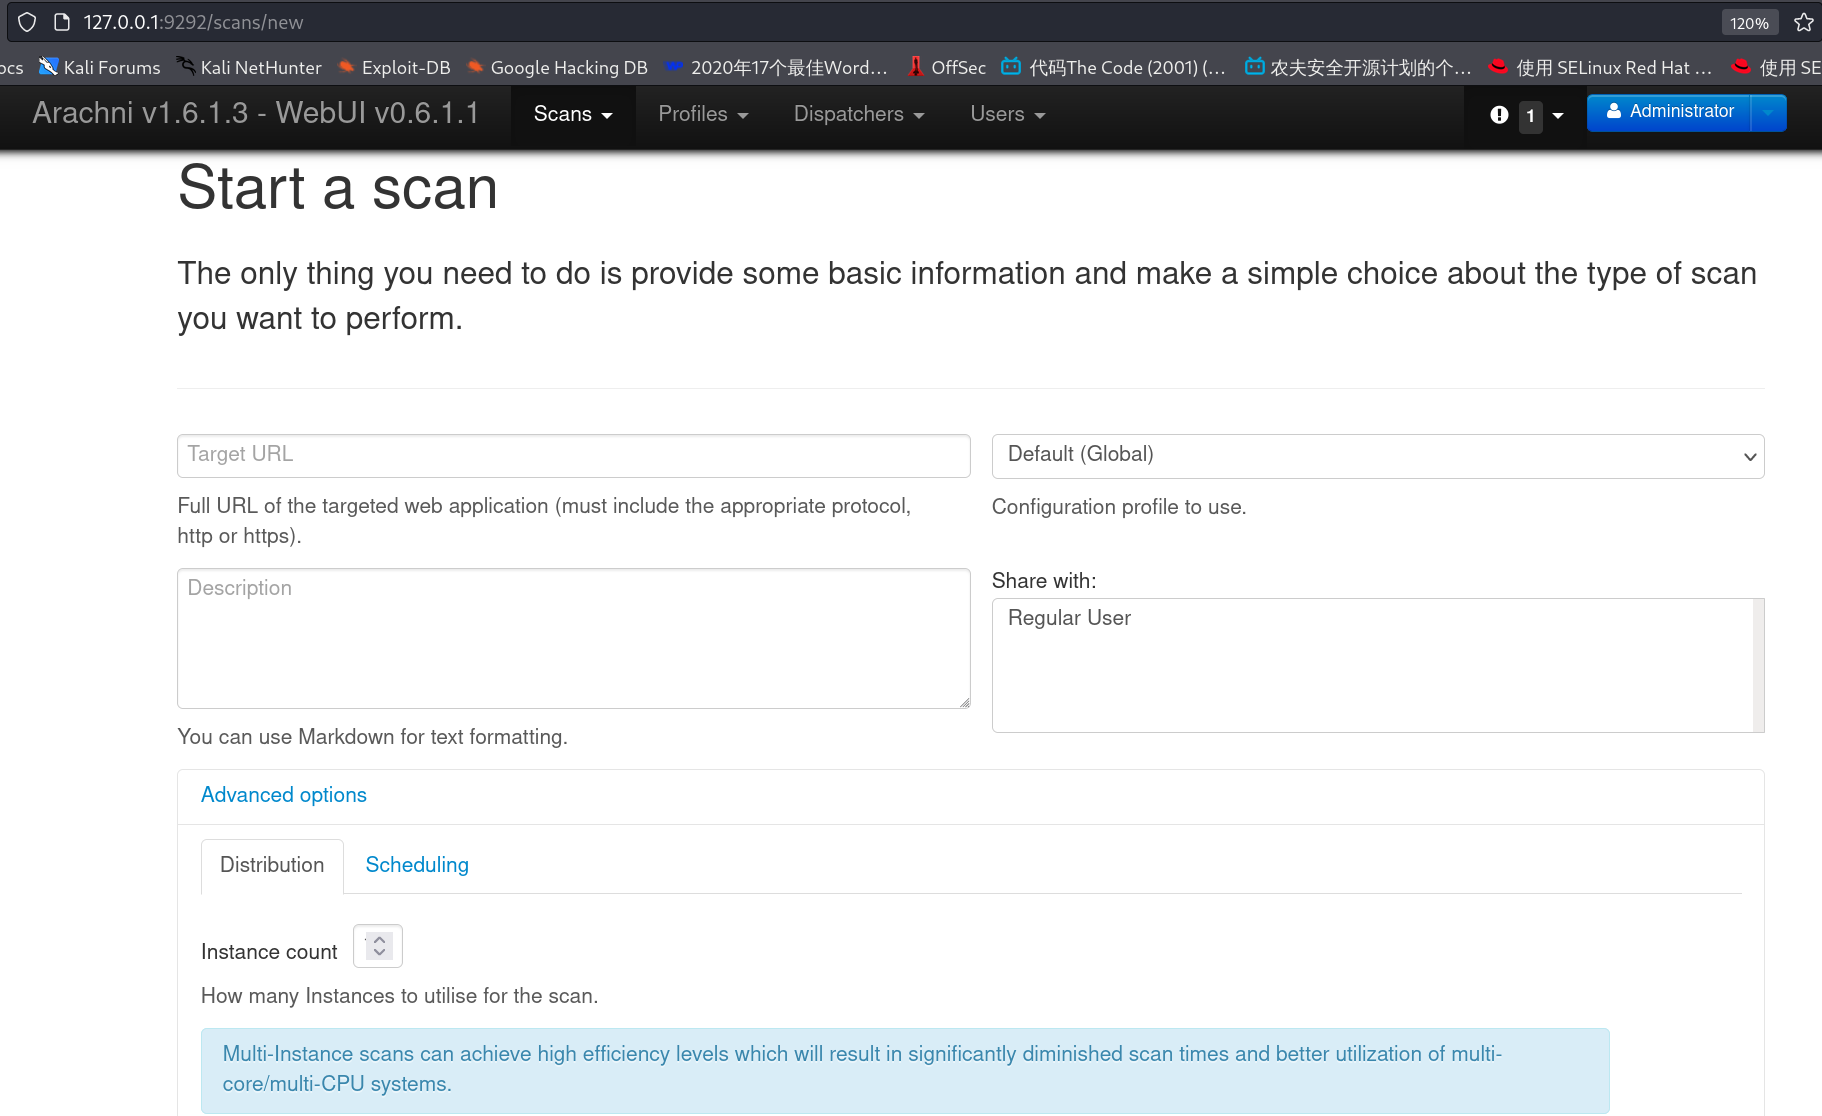 127.0.0.1:9292/scans/new 120%
ocs Kali Forums Kali NetHunter Exploit-DB Google Hacking DB 2020年17个最佳Word... OffSec 代码The Code (2001) (... 农夫安全开源计划的个... 使用 SELinux Red Hat ... 使用 SE
Arachni v1.6.1.3 - WebUI v0.6.1.1 Scans Profiles Dispatchers Users 1 Administrator
Start a scan
The only thing you need to do is provide some basic information and make a simple choice about the type of scan
you want to perform.
Target URL Default (Global)
Full URL of the targeted web application (must include the appropriate protocol,
http or https).
Configuration profile to use.
Description
Share with:
Regular User
You can use Markdown for text formatting.
Advanced options
Distribution Scheduling
Instance count
How many Instances to utilise for the scan.
Multi-Instance scans can achieve high efficiency levels which will result in significantly diminished scan times and better utilization of multi-
core/multi-CPU systems.